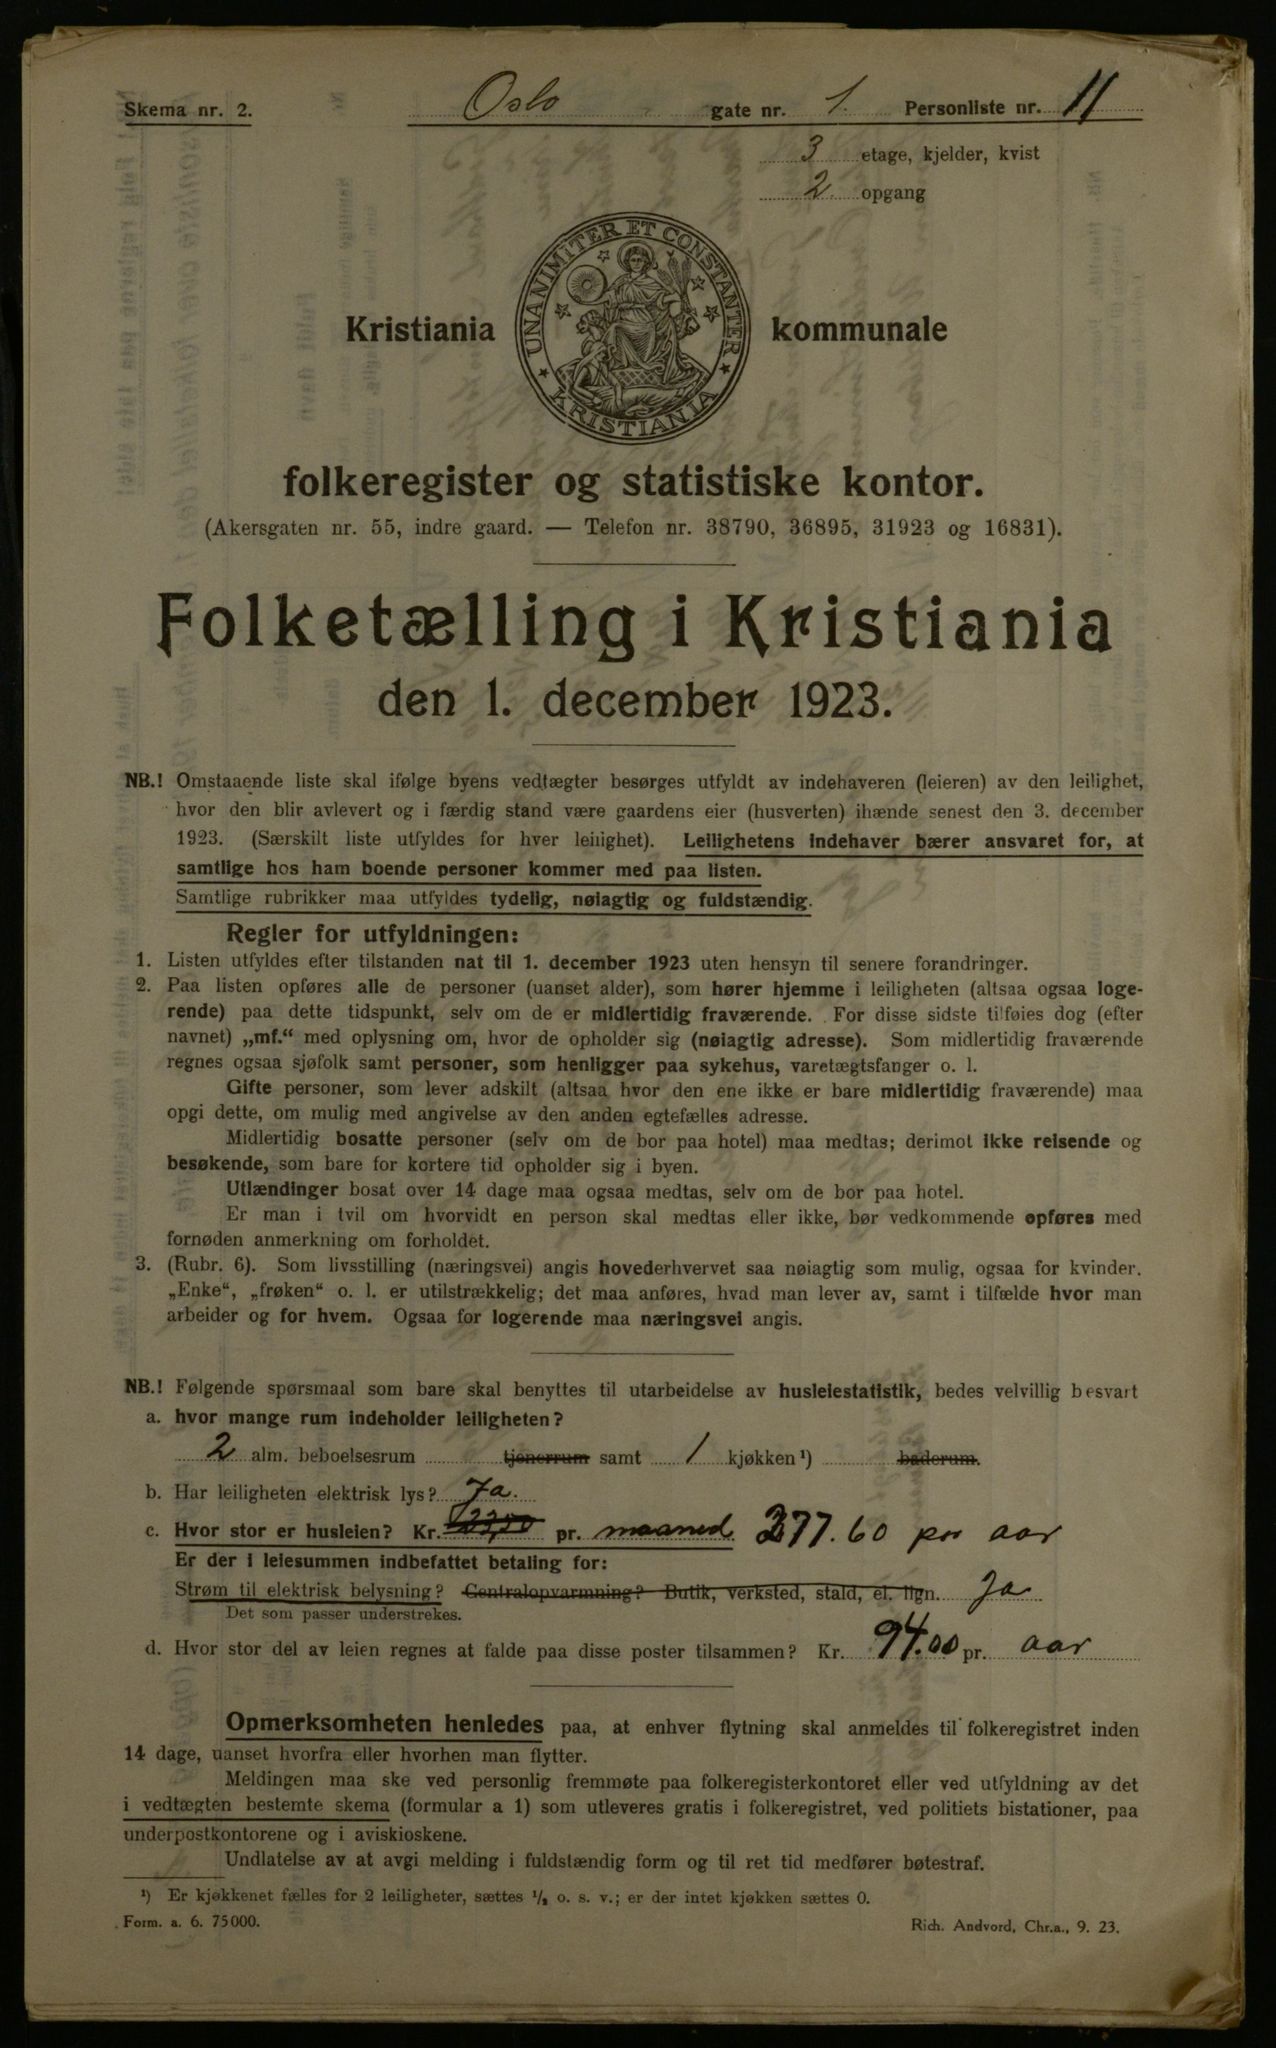 Skema nr. 2. Oslo gate nr. 1. Personliste nr. 11
3 etage, kjelder, kvist
2 opgang
UNANIMITER ET CONSTANTER
KRISTIANIA
Kristiania kommunale
folkeregister og statistiske kontor.
(Akersgaten nr. 55, indre gaard. — Telefon nr. 38790, 36895, 31923 og 16831).
Folketælling i Kristiania
den 1. december 1923.
NB.! Omstaaende liste skal ifølge byens vedtægter besørges utfyldt av indehaveren (leieren) av den leilighet,
hvor den blir avlevert og i færdig stand være gaardens eier (husverten) ihænde senest den 3. december
1923. (Særskilt liste utfyldes for hver leilighet). Leilighetens indehaver bærer ansvaret for, at
samtlige hos ham boende personer kommer med paa listen.
Samtlige rubrikker maa utfyldes tydelig, nøiagtig og fuldstændig.
Regler for utfyldningen:
1. Listen utfyldes efter tilstanden nat til 1. december 1923 uten hensyn til senere forandringer.
2. Paa listen opføres alle de personer (uanset alder), som hører hjemme i leiligheten (altsaa ogsaa loge-
rende) paa dette tidspunkt, selv om de er midlertidig fraværende. For disse sidste tilføies dog (efter
navnet) „mf.“ med oplysning om, hvor de opholder sig (nøiagtig adresse). Som midlertidig fraværende
regnes ogsaa sjøfolk samt personer, som henligger paa sykehus, varetægtsfanger o. l.
Gifte personer, som lever adskilt (altsaa hvor den ene ikke er bare midlertidig fraværende) maa
opgi dette, om mulig med angivelse av den anden egtefælles adresse.
Midlertidig bosatte personer (selv om de bor paa hotel) maa medtas; derimot ikke reisende og
besøkende, som bare for kortere tid opholder sig i byen.
Utlændinger bosat over 14 dage maa ogsaa medtas, selv om de bor paa hotel.
Er man i tvil om hvorvidt en person skal medtas eller ikke, bør vedkommende opføres med
fornøden anmerkning om forholdet.
3. (Rubr. 6). Som livsstilling (næringsvei) angis hovederhvervet saa nøiagtig som mulig, ogsaa for kvinder.
„Enke“, „frøken“ o. l. er utilstrækkelig; det maa anføres, hvad man lever av, samt i tilfælde hvor man
arbeider og for hvem. Ogsaa for logerende maa næringsvei angis.
NB.! Følgende spørsmaal som bare skal benyttes til utarbeidelse av husleiestatistik, bedes velvillig besvart
a. hvor mange rum indeholder leiligheten?
2 alm. beboelsesrum tjenerrum samt 1 kjøkken¹) baderum.
b. Har leiligheten elektrisk lys? Ja.
c. Hvor stor er husleien? Kr. 23,50 pr. maaned 377.60 per aar
Er der i leiesummen indbefattet betaling for:
Strøm til elektrisk belysning? Centralopvarmning? Butik, verksted, stald, el. lign. Ja
Det som passer understrekes.
d. Hvor stor del av leien regnes at falde paa disse poster tilsammen? Kr. 94.00 pr. aar
Opmerksomheten henledes paa, at enhver flytning skal anmeldes til folkeregistret inden
14 dage, uanset hvorfra eller hvorhen man flytter.
Meldingen maa ske ved personlig fremmøte paa folkeregisterkontoret eller ved utfyldning av det
i vedtægten bestemte skema (formular a 1) som utleveres gratis i folkeregistret, ved politiets bistationer, paa
underpostkontorene og i aviskioskene.
Undlatelse av at avgi melding i fuldstændig form og til ret tid medfører bøtestraf.
¹) Er kjøkkenet fælles for 2 leiligheter, sættes ½ o. s. v.; er der intet kjøkken sættes 0.
Form. a. 6. 75000. Rich. Andvord, Chr.a., 9. 23.